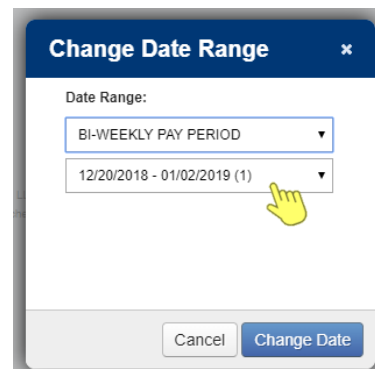 Change Date Range ×
Date Range:
BI-WEEKLY PAY PERIOD
12/20/2018 - 01/02/2019 (1)
Cancel Change Date